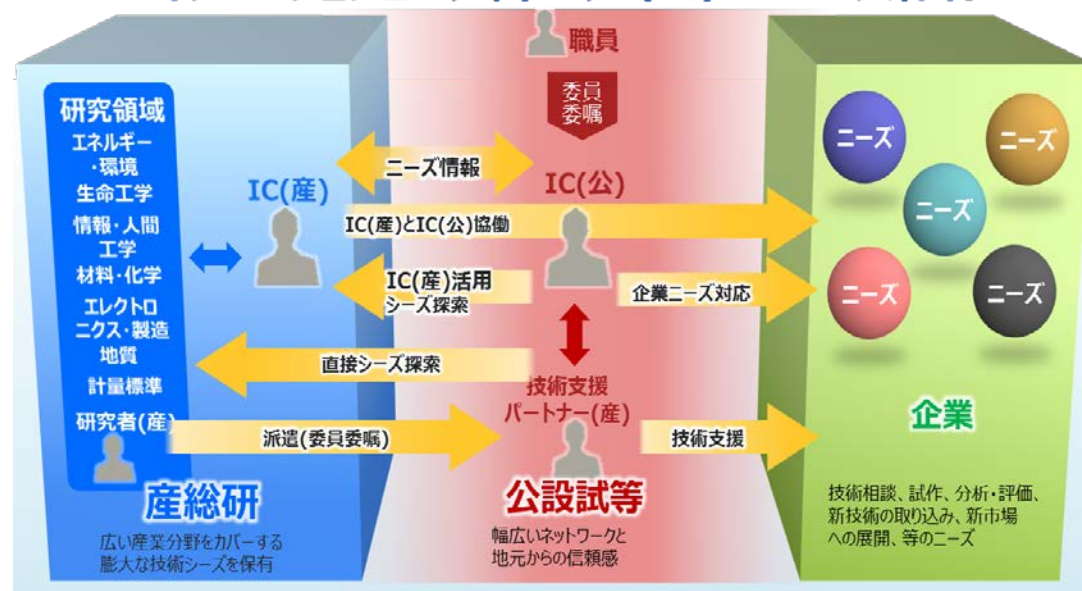 職員
委員
委嘱
研究領域
エネルギー
・環境
生命工学
情報・人間
工学
材料・化学
エレクトロ
ニクス・製造
地質
計量標準
研究者(産)
IC(産)
ニーズ情報
IC(公)
IC(産)とIC(公)協働
IC(産)活用
シーズ探索
企業ニーズ対応
直接シーズ探索
技術支援
パートナー(産)
派遣(委員委嘱)
技術支援
産総研
広い産業分野をカバーする
膨大な技術シーズを保有
公設試等
幅広いネットワークと
地元からの信頼感
ニーズ
ニーズ
ニーズ
ニーズ
ニーズ
企業
技術相談、試作、分析・評価、
新技術の取り込み、新市場
への展開、等のニーズ